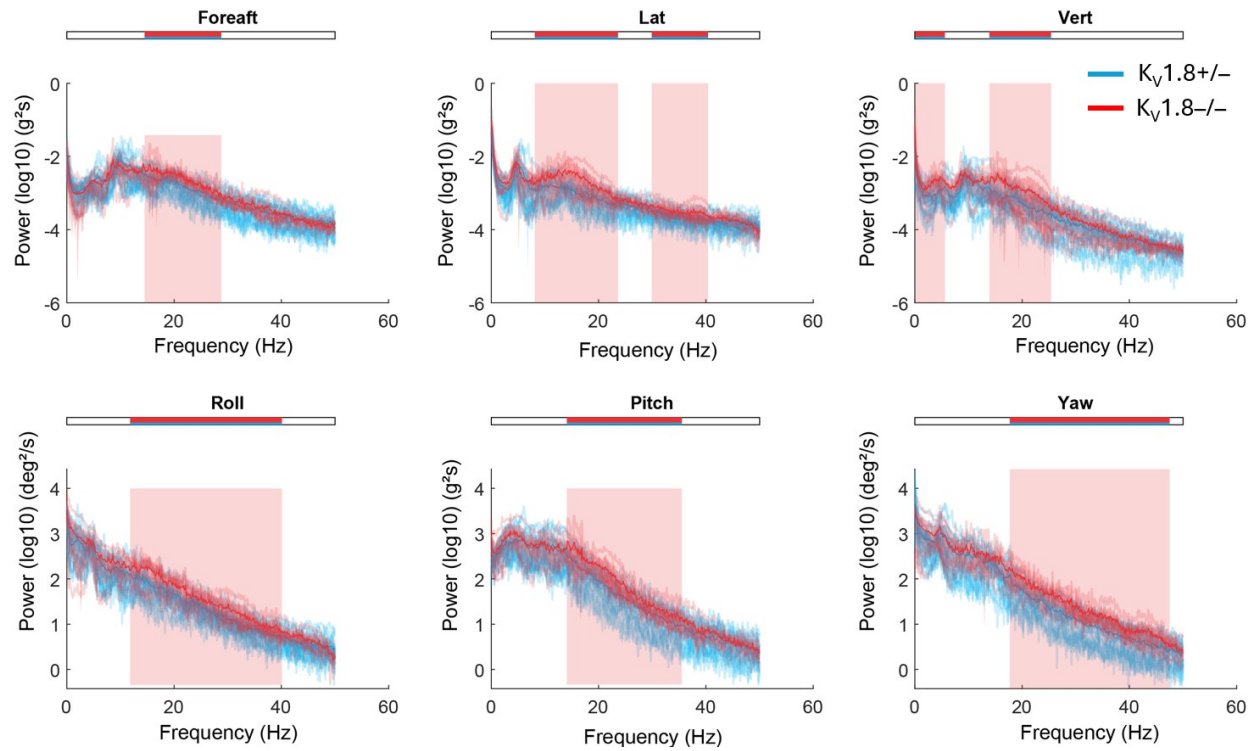 Foreaft
Lat
Vert
K_V1.8+/–
K_V1.8–/–
Power (log10) (g²s)
0
-2
-4
-6
0 20 40 60
Frequency (Hz)
Power (log10) (g²s)
0
-2
-4
-6
0 20 40 60
Frequency (Hz)
Power (log10) (g²s)
0
-2
-4
-6
0 20 40 60
Frequency (Hz)
Roll
Pitch
Yaw
Power (log10) (deg²/s)
4
3
2
1
0
0 20 40 60
Frequency (Hz)
Power (log10) (g²s)
4
3
2
1
0
0 20 40 60
Frequency (Hz)
Power (log10) (deg²/s)
4
3
2
1
0
0 20 40 60
Frequency (Hz)